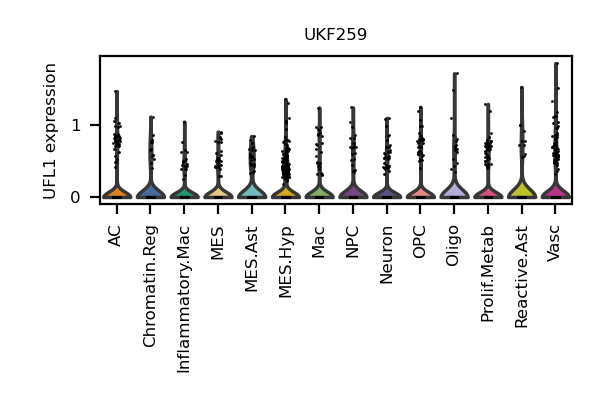 UKF259
UFL1 expression
1
0
AC
Chromatin.Reg
Inflammatory.Mac
MES
MES.Ast
MES.Hyp
Mac
NPC
Neuron
OPC
Oligo
Prolif.Metab
Reactive.Ast
Vasc